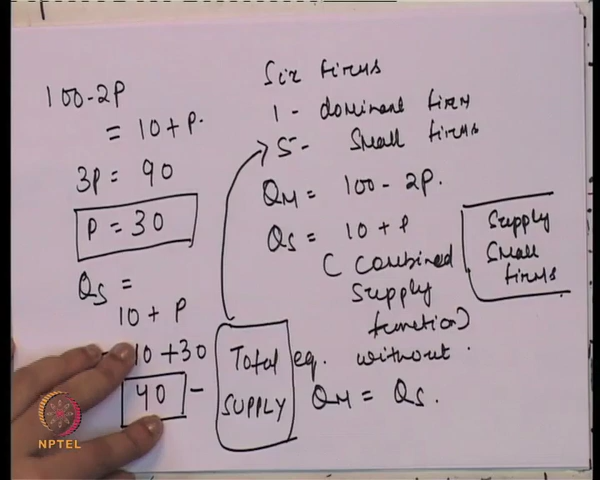 100-2P
= 10+P.
3P = 90
P = 30
Qs =
10 + P
10 +30
40 -
Total
SUPPLY
Six firms
1 - dominant firm
5 - Small firms
QM = 100 - 2P.
Qs = 10 + P
( combined
supply
function)
eq. without.
QM = Qs.
Supply
Small
firms
NPTEL